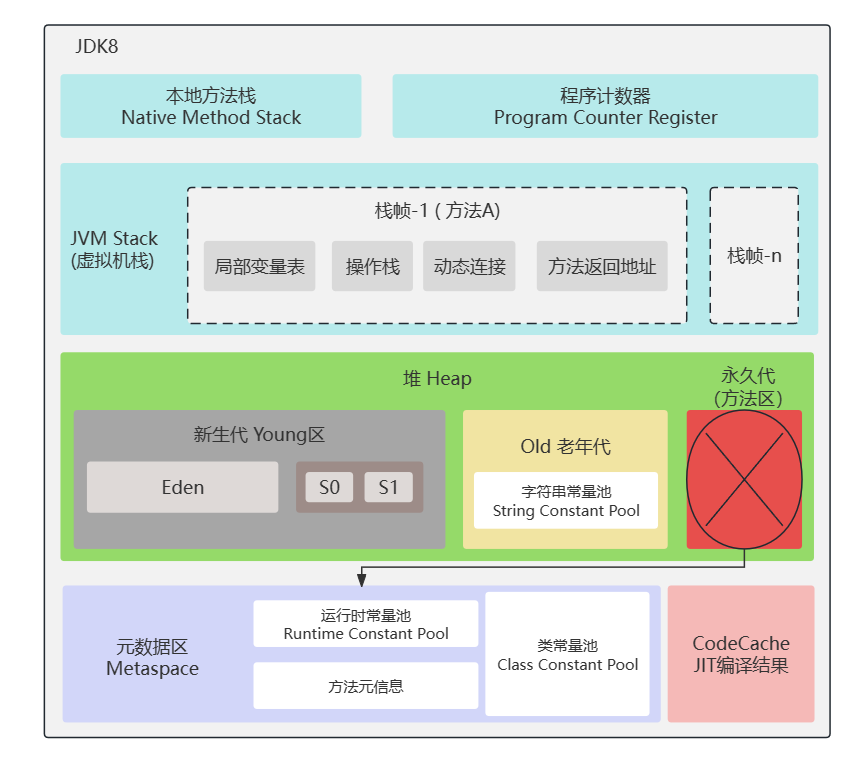 JDK8
本地方法栈
Native Method Stack
程序计数器
Program Counter Register
JVM Stack
(虚拟机栈)
栈帧-1 ( 方法A)
局部变量表
操作栈
动态连接
方法返回地址
栈帧-n
堆 Heap
永久代
(方法区)
新生代 Young区
Eden
S0
S1
Old 老年代
字符串常量池
String Constant Pool
元数据区
Metaspace
运行时常量池
Runtime Constant Pool
方法元信息
类常量池
Class Constant Pool
CodeCache
JIT编译结果